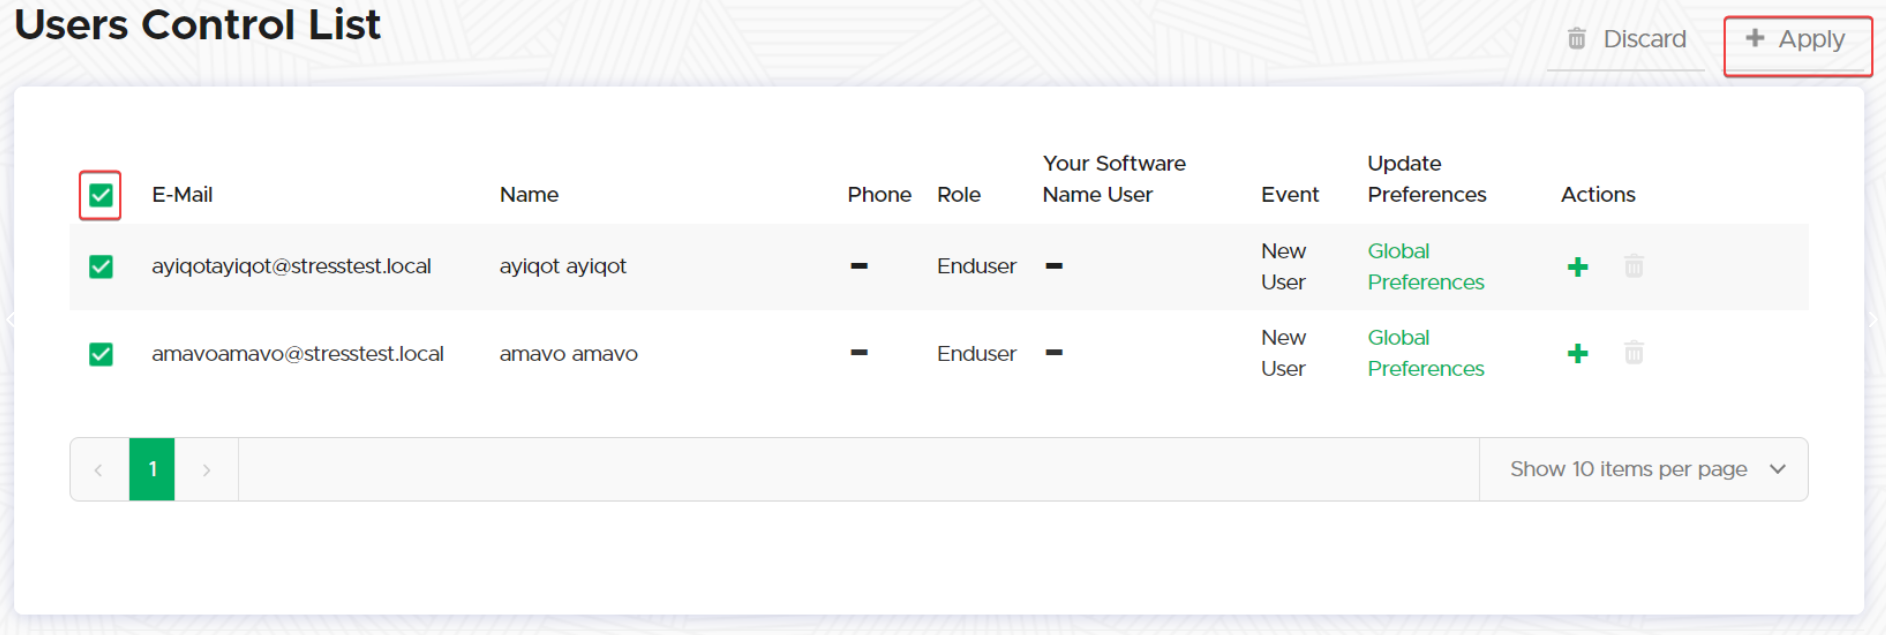 Users Control List
Discard
Apply
E-Mail Name Phone Role Your Software Name User Event Update Preferences Actions
ayiqotayiqot@stresstest.local ayiqot ayiqot - Enduser - New User Global Preferences
amavoamavo@stresstest.local amavo amavo - Enduser - New User Global Preferences
< 1 > Show 10 items per page